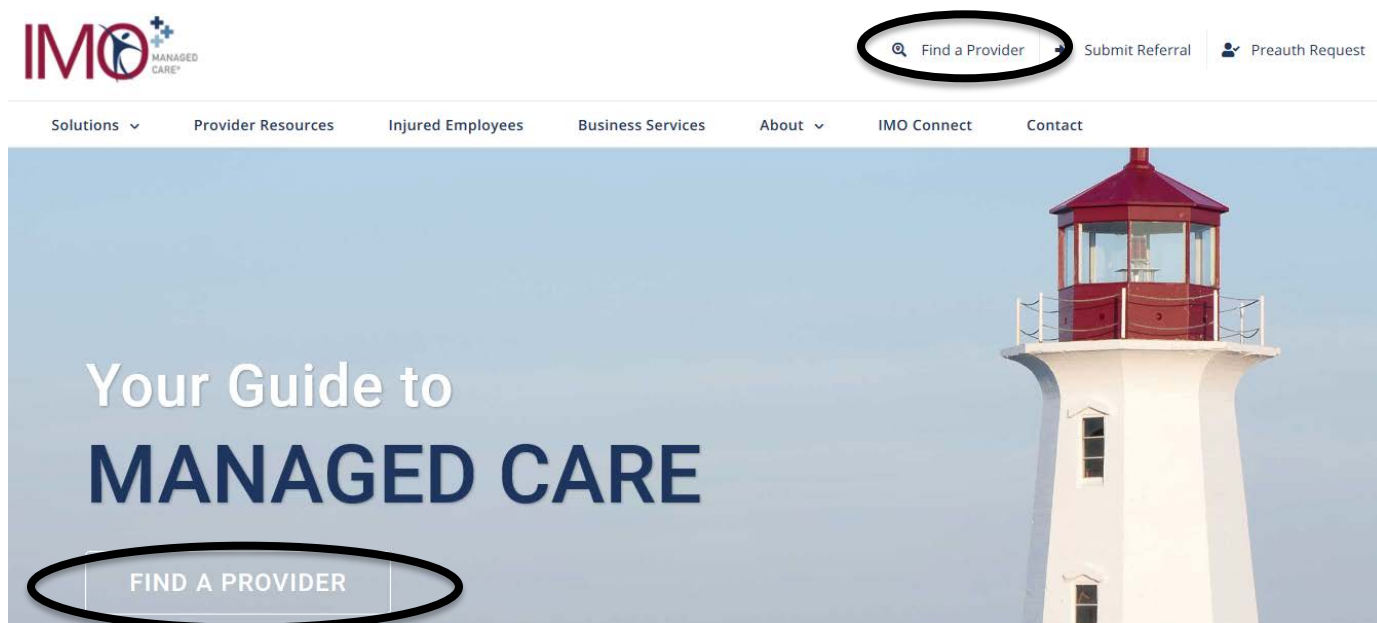 IMO
MANAGED
CARE®
Find a Provider
Submit Referral
Preauth Request
Solutions
Provider Resources
Injured Employees
Business Services
About
IMO Connect
Contact
Your Guide to
MANAGED CARE
FIND A PROVIDER